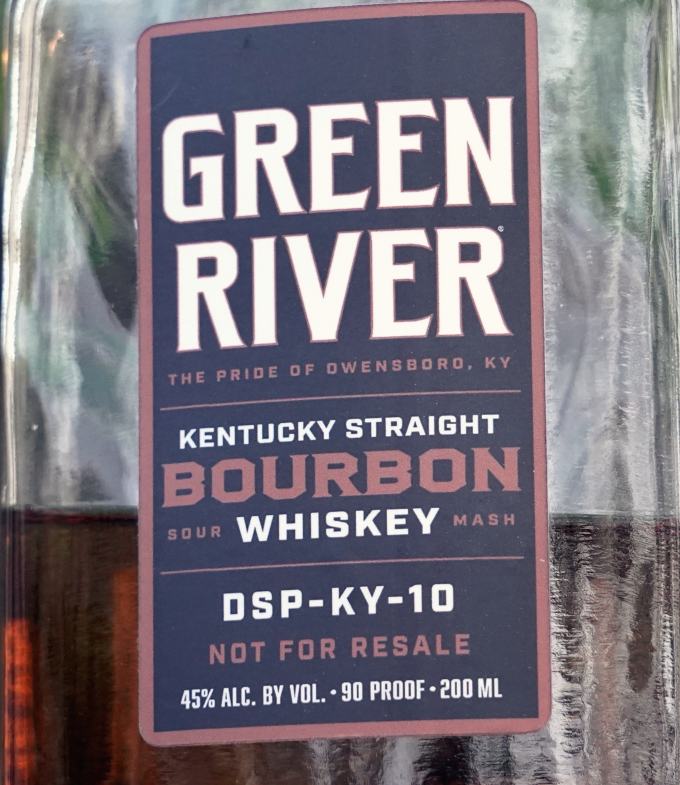 GREEN
RIVER®
THE PRIDE OF OWENSBORO, KY
KENTUCKY STRAIGHT
BOURBON
SOUR WHISKEY MASH
DSP-KY-10
NOT FOR RESALE
45% ALC. BY VOL. • 90 PROOF • 200 ML